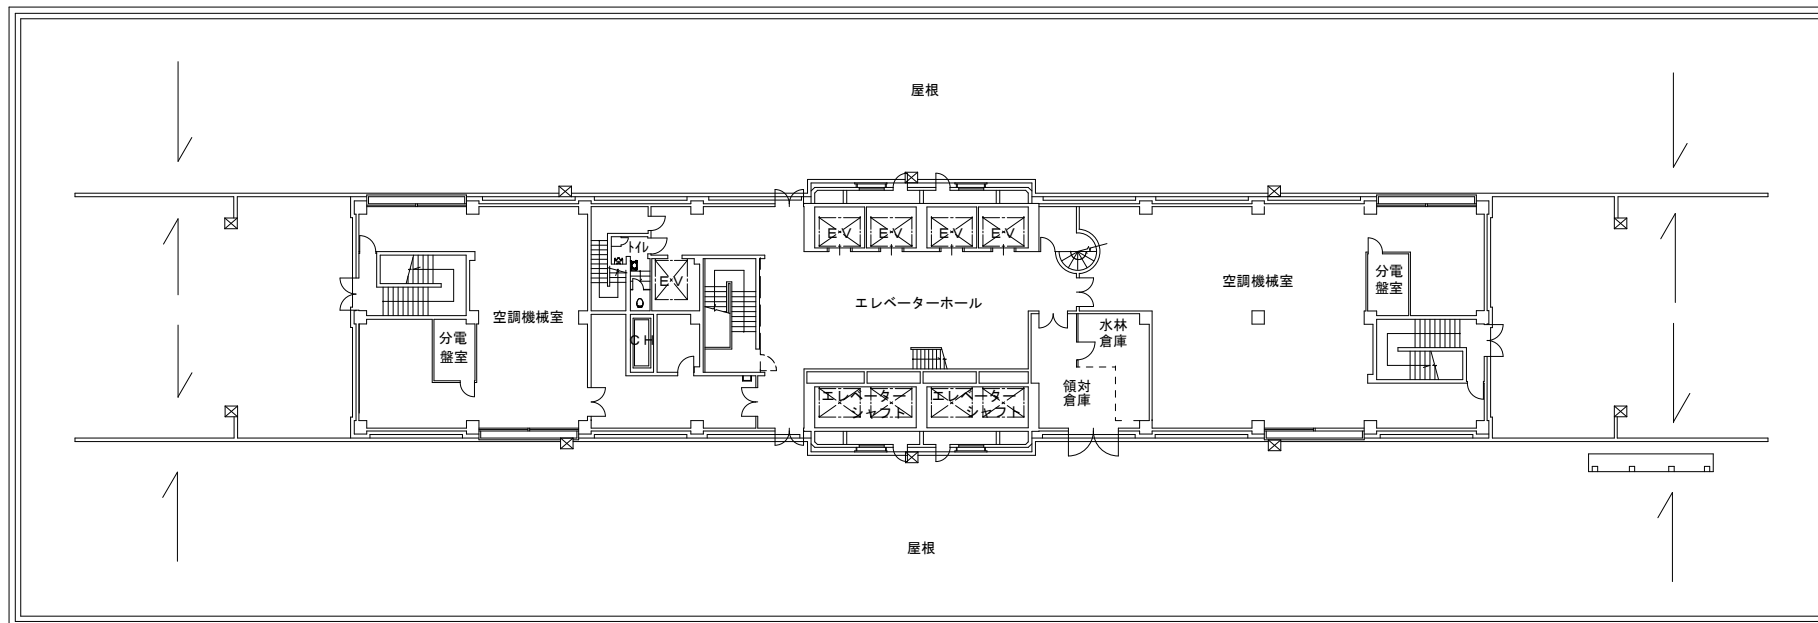 屋根
E・V
E・V
E・V
E・V
トイレ
E・V
分電
盤室
空調機械室
エレベーターホール
空調機械室
分電
盤室
CH
水林
倉庫
領対
倉庫
エレベーター
シャフト
エレベーター
シャフト
屋根